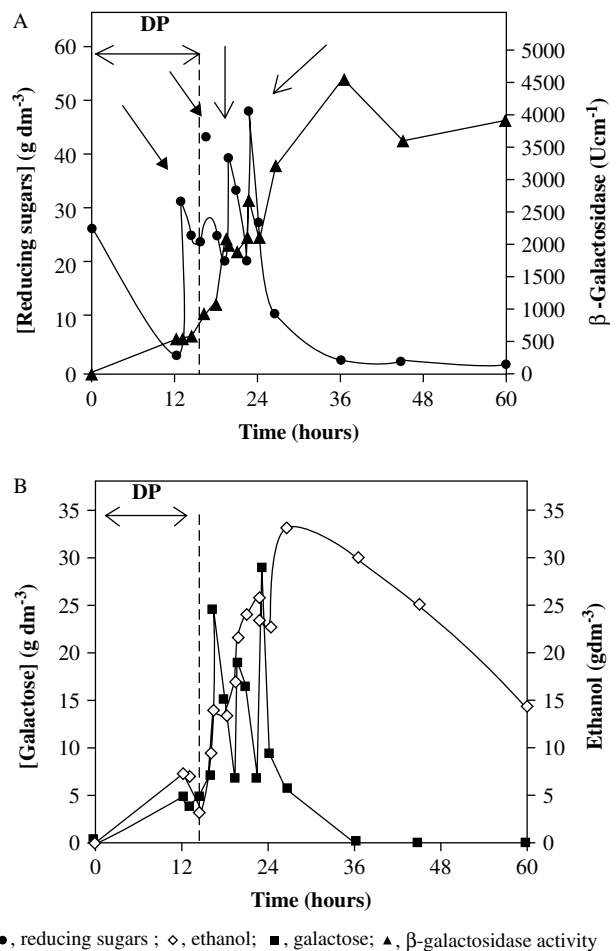 A
DP
60
50
40
30
20
10
0
[Reducing sugars] (g dm⁻³)
5000
4500
4000
3500
3000
2500
2000
1500
1000
500
0
β -Galactosidase (Ucm⁻³)
0 12 24 36 48 60
Time (hours)
B
DP
35
30
25
20
15
10
5
0
[Galactose] (g dm⁻³)
35
30
25
20
15
10
5
0
Ethanol (gdm⁻³)
0 12 24 36 48 60
Time (hours)
●, reducing sugars ; ◇, ethanol; ■, galactose; ▲, β-galactosidase activity